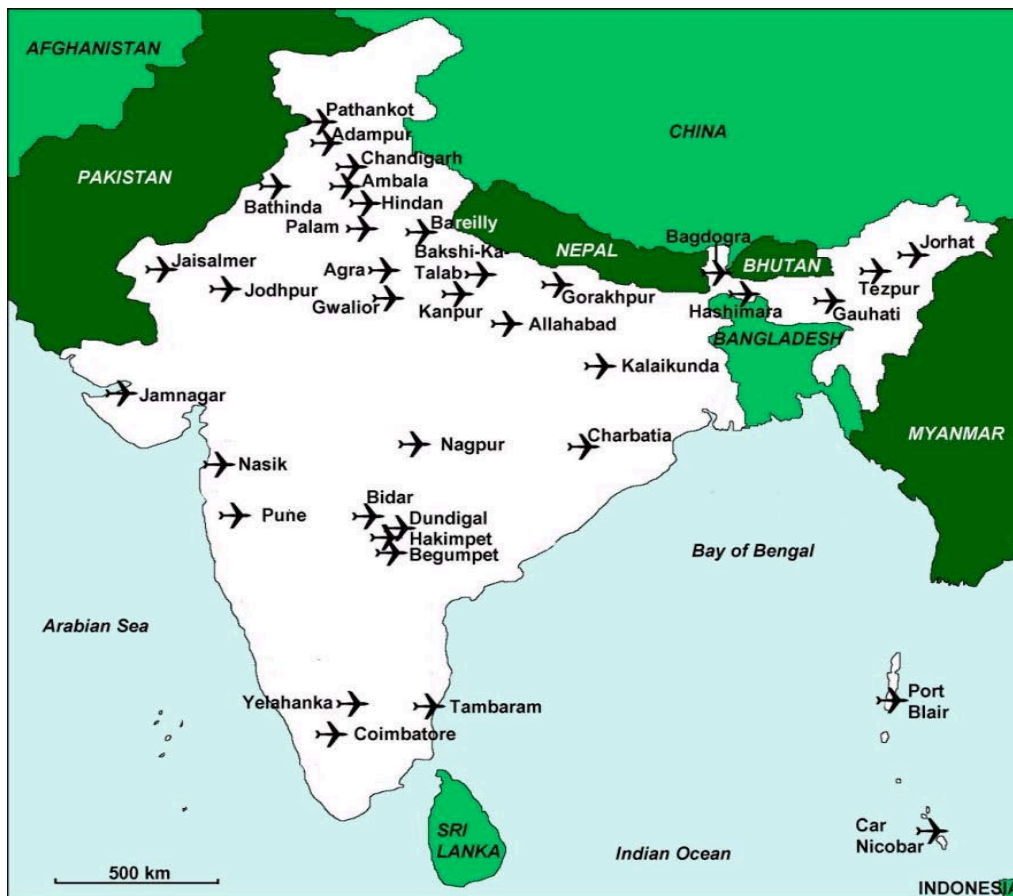 AFGHANISTAN
Pathankot
Adampur
CHINA
Chandigarh
PAKISTAN
Ambala
Bathinda
Hindan
Palam
Bareilly
Bakshi-Ka-
Talab
NEPAL
Bagdogra
BHUTAN
Jorhat
Tezpur
Jaisalmer
Agra
Jodhpur
Gwalior
Kanpur
Gorakhpur
Hashimara
Gauhati
Allahabad
BANGLADESH
Kalaikunda
Jamnagar
MYANMAR
Nagpur
Charbatia
Nasik
Bidar
Pune
Dundigal
Hakimpet
Begumpet
Bay of Bengal
Arabian Sea
Yelahanka
Tambaram
Port
Blair
Coimbatore
SRI
LANKA
Car
Nicobar
Indian Ocean
500 km
INDONESIA